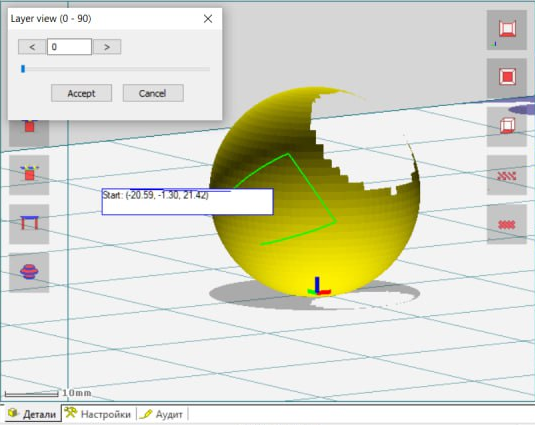 Layer view (0 - 90)
< 0 >
Accept Cancel
Start: (-20.59, -1.30, 21.42)
10mm
Детали Настройки Аудит